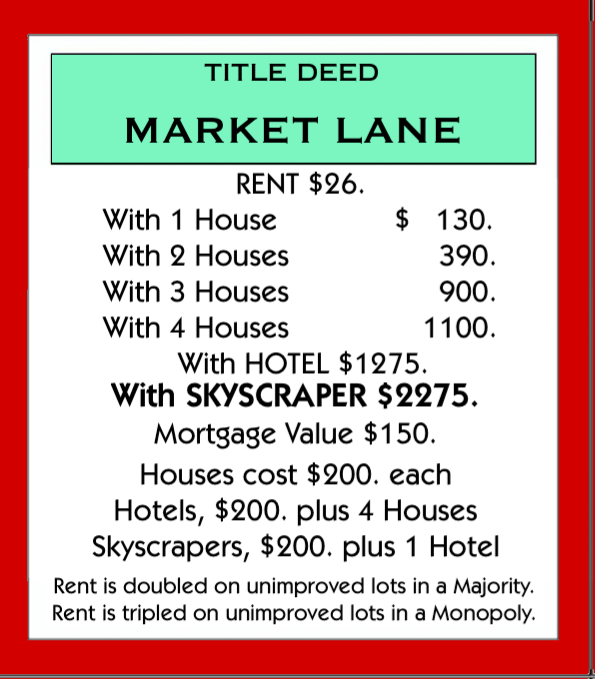 TITLE DEED
MARKET LANE
RENT $26.
With 1 House $ 130.
With 2 Houses 390.
With 3 Houses 900.
With 4 Houses 1100.
With HOTEL $1275.
With SKYSCRAPER $2275.
Mortgage Value $150.
Houses cost $200. each
Hotels, $200. plus 4 Houses
Skyscrapers, $200. plus 1 Hotel
Rent is doubled on unimproved lots in a Majority.
Rent is tripled on unimproved lots in a Monopoly.